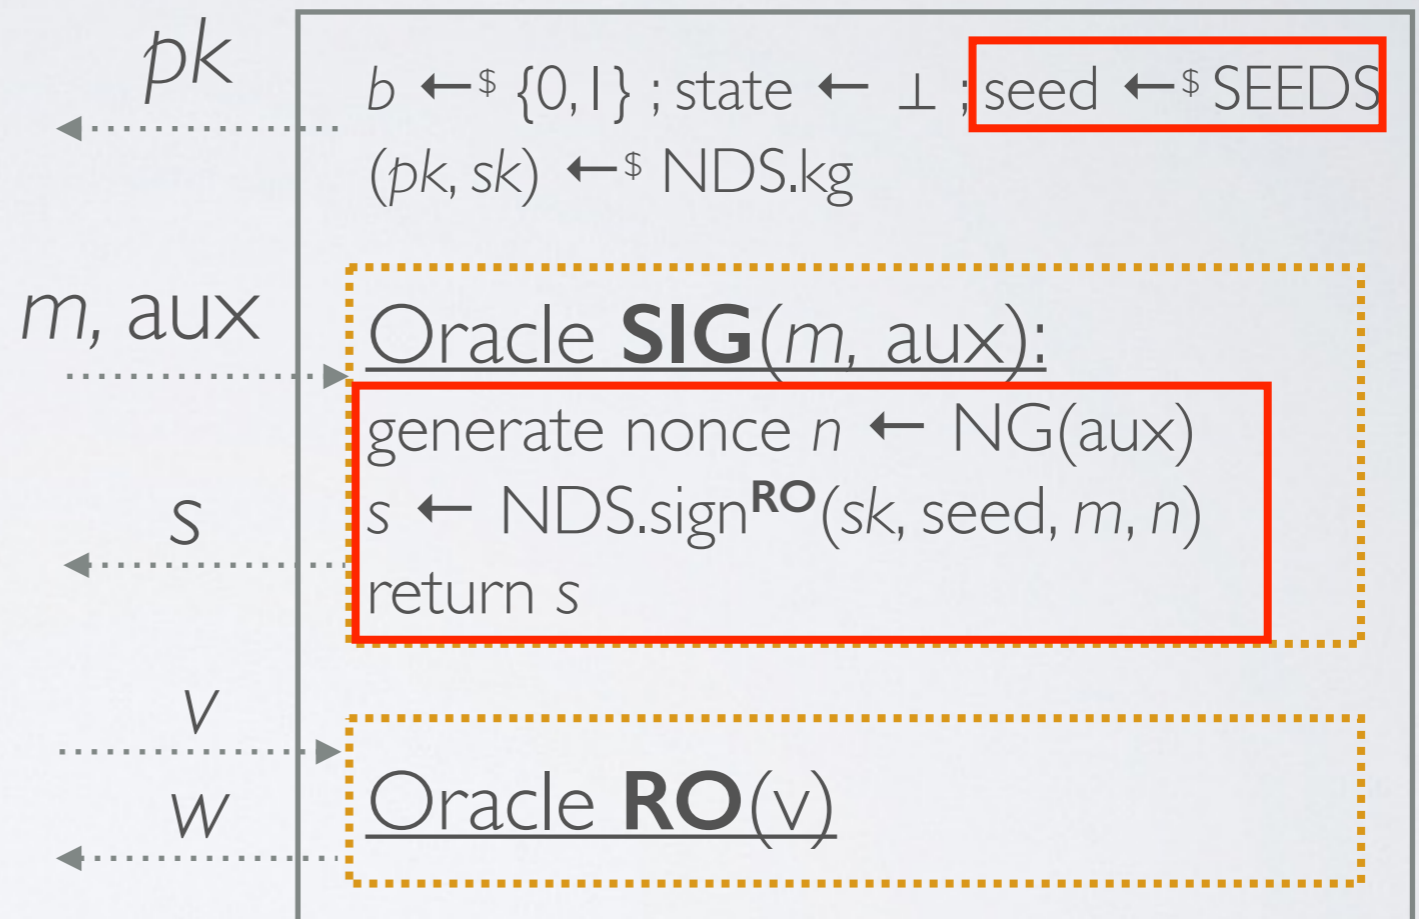 pk
b ←$ {0,1} ; state ← ⊥ ; seed ←$ SEEDS
(pk, sk) ←$ NDS.kg
m, aux
Oracle SIG(m, aux):
generate nonce n ← NG(aux)
s ← NDS.sign^RO(sk, seed, m, n)
s
return s
v
w
Oracle RO(v)